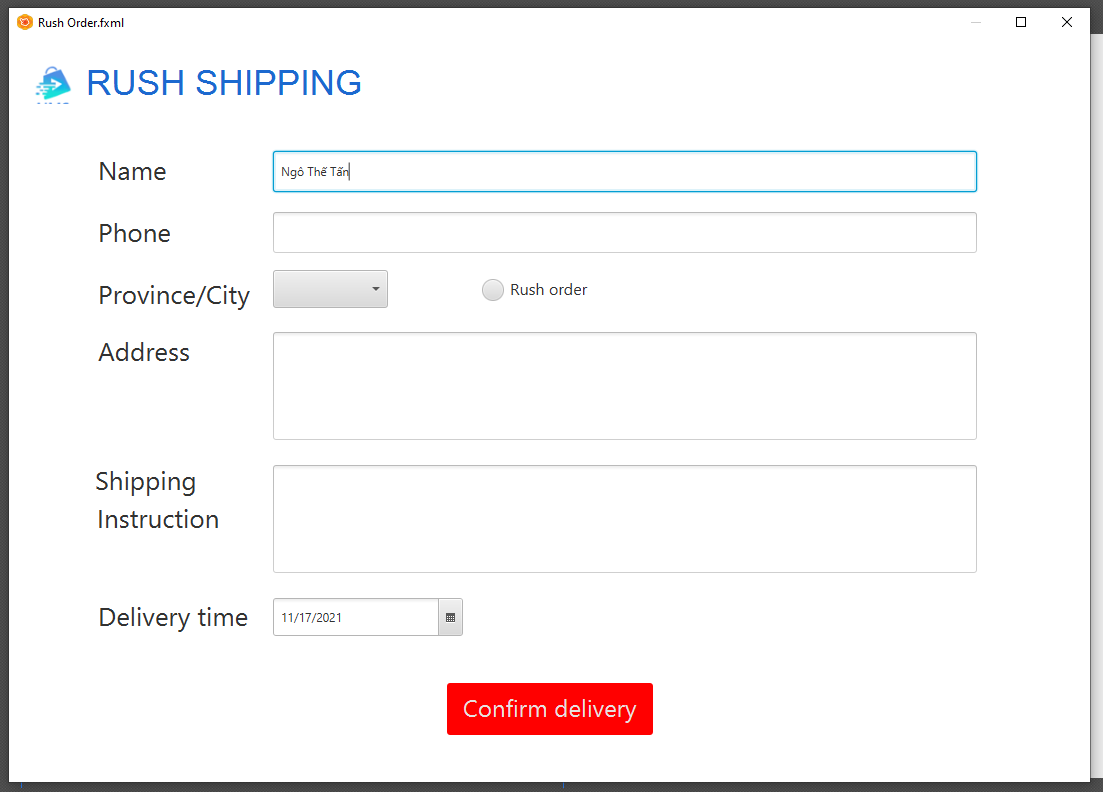 Rush Order.fxml
RUSH SHIPPING
Name
Ngô Thế Tấn
Phone
Province/City
Rush order
Address
Shipping
Instruction
Delivery time
11/17/2021
Confirm delivery